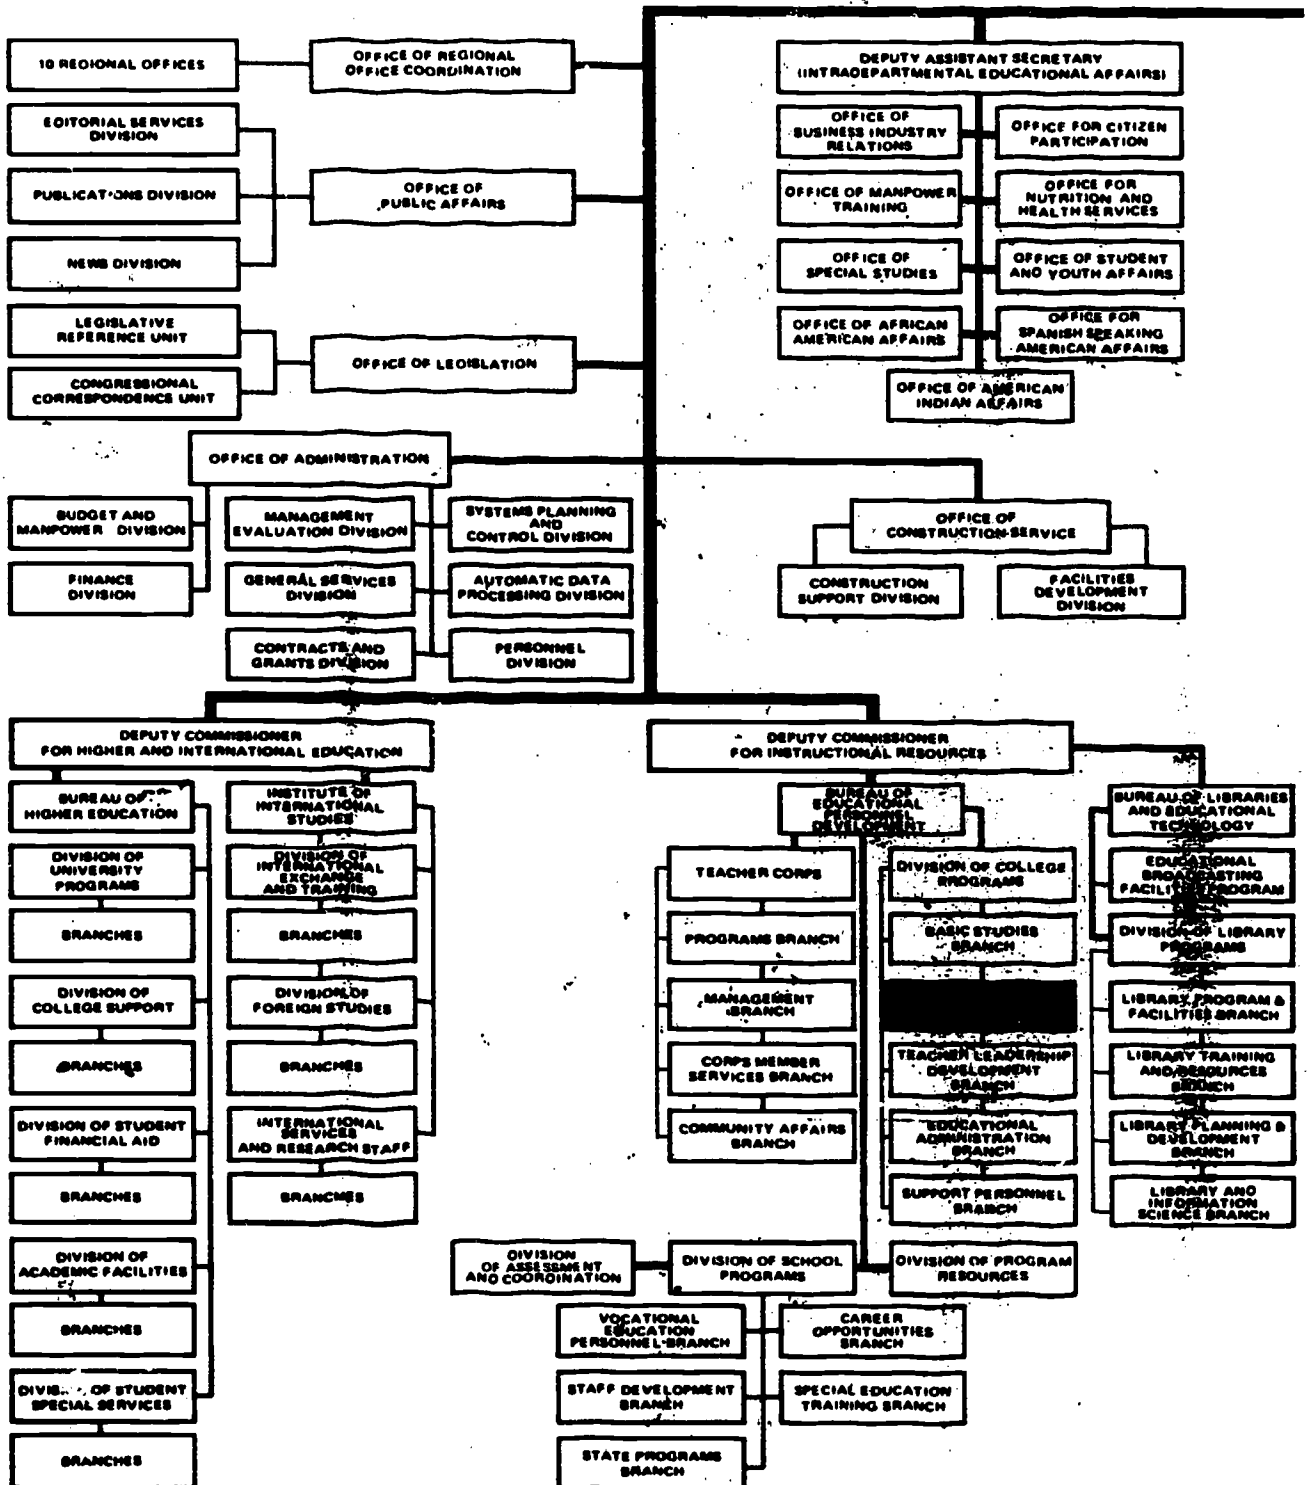 10 REGIONAL OFFICES
OFFICE OF REGIONAL
OFFICE COORDINATION
EDITORIAL SERVICES
DIVISION
PUBLICATIONS DIVISION
NEWS DIVISION
OFFICE OF
PUBLIC AFFAIRS
LEGISLATIVE
REFERENCE UNIT
CONGRESSIONAL
CORRESPONDENCE UNIT
OFFICE OF LEGISLATION
DEPUTY ASSISTANT SECRETARY
(INTRADEPARTMENTAL EDUCATIONAL AFFAIRS)
OFFICE OF
BUSINESS INDUSTRY
RELATIONS
OFFICE FOR CITIZEN
PARTICIPATION
OFFICE OF MANPOWER
TRAINING
OFFICE FOR
NUTRITION AND
HEALTH SERVICES
OFFICE OF
SPECIAL STUDIES
OFFICE OF STUDENT
AND YOUTH AFFAIRS
OFFICE OF AFRICAN
AMERICAN AFFAIRS
OFFICE FOR
SPANISH SPEAKING
AMERICAN AFFAIRS
OFFICE OF AMERICAN
INDIAN AFFAIRS
OFFICE OF ADMINISTRATION
BUDGET AND
MANPOWER DIVISION
MANAGEMENT
EVALUATION DIVISION
SYSTEMS PLANNING
AND
CONTROL DIVISION
FINANCE
DIVISION
GENERAL SERVICES
DIVISION
AUTOMATIC DATA
PROCESSING DIVISION
CONTRACTS AND
GRANTS DIVISION
PERSONNEL
DIVISION
OFFICE OF
CONSTRUCTION SERVICE
CONSTRUCTION
SUPPORT DIVISION
FACILITIES
DEVELOPMENT
DIVISION
DEPUTY COMMISSIONER
FOR HIGHER AND INTERNATIONAL EDUCATION
BUREAU OF
HIGHER EDUCATION
DIVISION OF
UNIVERSITY
PROGRAMS
BRANCHES
DIVISION OF
COLLEGE SUPPORT
BRANCHES
DIVISION OF STUDENT
FINANCIAL AID
BRANCHES
DIVISION OF
ACADEMIC FACILITIES
BRANCHES
DIVIS. OF STUDENT
SPECIAL SERVICES
BRANCHES
INSTITUTE OF
INTERNATIONAL
STUDIES
DIVISION OF
INTERNATIONAL
EXCHANGE
AND TRAINING
BRANCHES
DIVISION OF
FOREIGN STUDIES
BRANCHES
INTERNATIONAL
SERVICES
AND RESEARCH STAFF
BRANCHES
DEPUTY COMMISSIONER
FOR INSTRUCTIONAL RESOURCES
BUREAU OF
EDUCATIONAL
PERSONNEL
DEVELOPMENT
TEACHER CORPS
PROGRAMS BRANCH
MANAGEMENT
BRANCH
CORPS MEMBER
SERVICES BRANCH
COMMUNITY AFFAIRS
BRANCH
DIVISION OF COLLEGE
PROGRAMS
BASIC STUDIES
BRANCH
TEACHER LEADERSHIP
DEVELOPMENT
BRANCH
EDUCATIONAL
ADMINISTRATION
BRANCH
SUPPORT PERSONNEL
BRANCH
BUREAU OF LIBRARIES
AND EDUCATIONAL
TECHNOLOGY
EDUCATIONAL
BROADCASTING
FACILITIES PROGRAM
DIVISION OF LIBRARY
PROGRAMS
LIBRARY PROGRAM &
FACILITIES BRANCH
LIBRARY TRAINING
AND RESOURCES
BRANCH
LIBRARY PLANNING &
DEVELOPMENT
BRANCH
LIBRARY AND
INFORMATION
SCIENCE BRANCH
DIVISION
OF ASSESSMENT
AND COORDINATION
DIVISION OF SCHOOL
PROGRAMS
DIVISION OF PROGRAM
RESOURCES
VOCATIONAL
EDUCATION
PERSONNEL BRANCH
CAREER
OPPORTUNITIES
BRANCH
STAFF DEVELOPMENT
BRANCH
SPECIAL EDUCATION
TRAINING BRANCH
STATE PROGRAMS
BRANCH